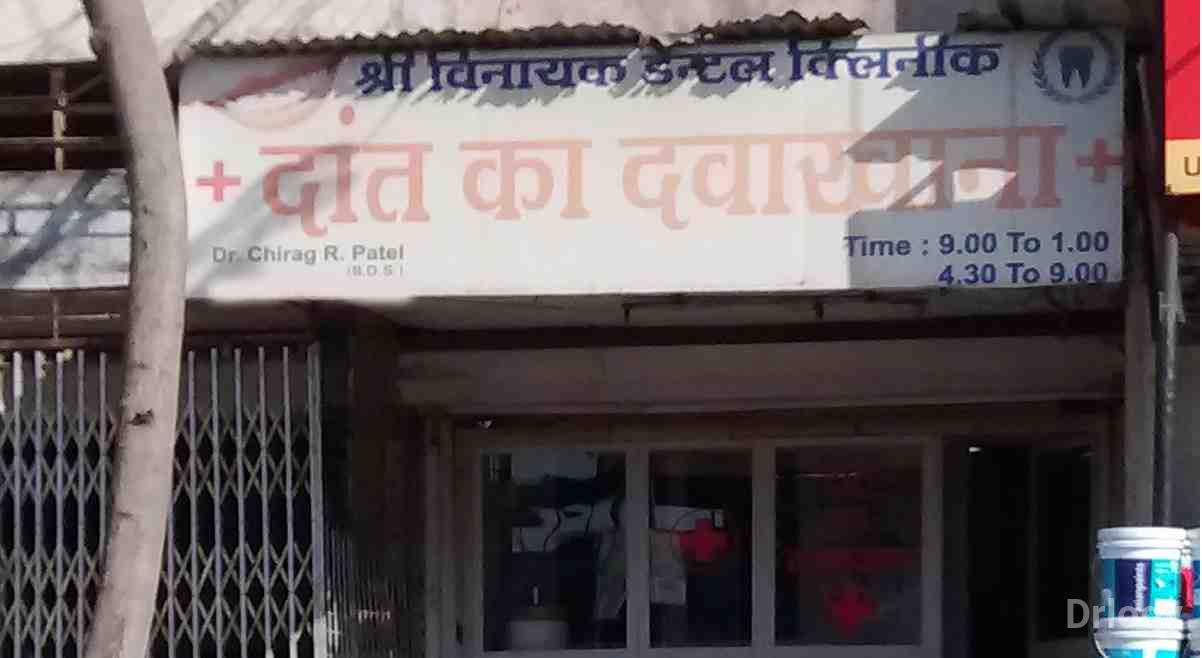 श्री विनायक डेन्टल क्लिनीक
+ दांत का दवाखाना +
Dr. Chirag R. Patel
(B.D.S.)
Time : 9.00 To 1.00
4.30 To 9.00